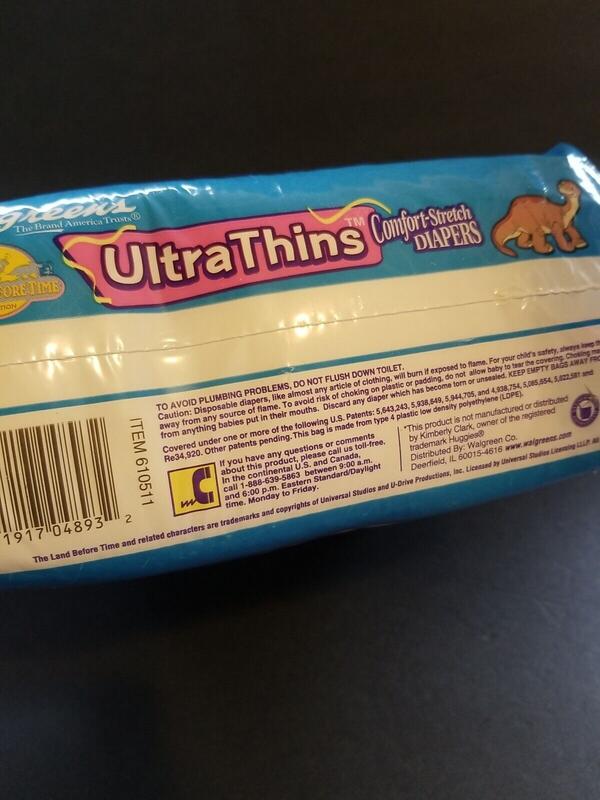 greens
The Brand America Trusts®
UltraThins™
Comfort-Stretch
DIAPERS
FORE TIME
TION
TO AVOID PLUMBING PROBLEMS, DO NOT FLUSH DOWN TOILET.
Caution: Disposable diapers, like almost any article of clothing, will burn if exposed to flame. For your child's safety, always keep
away from any source of flame. To avoid risk of choking on plastic or padding, do not allow baby to tear the covering. Choking
from anything babies put in their mouths. Discard any diaper which has become torn or unsealed. KEEP EMPTY BAGS AWAY FRO
Covered under one or more of the following U.S. Patents: 5,643,243, 5,938,649, 5,944,705, and 4,938,754, 5,085,654, 5,822,581 and
Re34,920. Other patents pending. This bag is made from type 4 plastic low density polyethylene (LDPE).
If you have any questions or comments
about this product, please call us toll-free.
In the continental U.S. and Canada,
call 1-888-639-5863 between 9:00 a.m.
and 6:00 p.m. Eastern Standard/Daylight
time. Monday to Friday.
*This product is not manufactured or distributed
by Kimberly Clark, owner of the registered
trademark Huggies®
Distributed By: Walgreen Co.
Deerfield, IL 60015-4616 www.walgreens.com
ITEM 610511
1917 04893 2
The Land Before Time and related characters are trademarks and copyrights of Universal Studios and U-Drive Productions, Inc. Licensed by Universal Studios Licensing LLLP. All